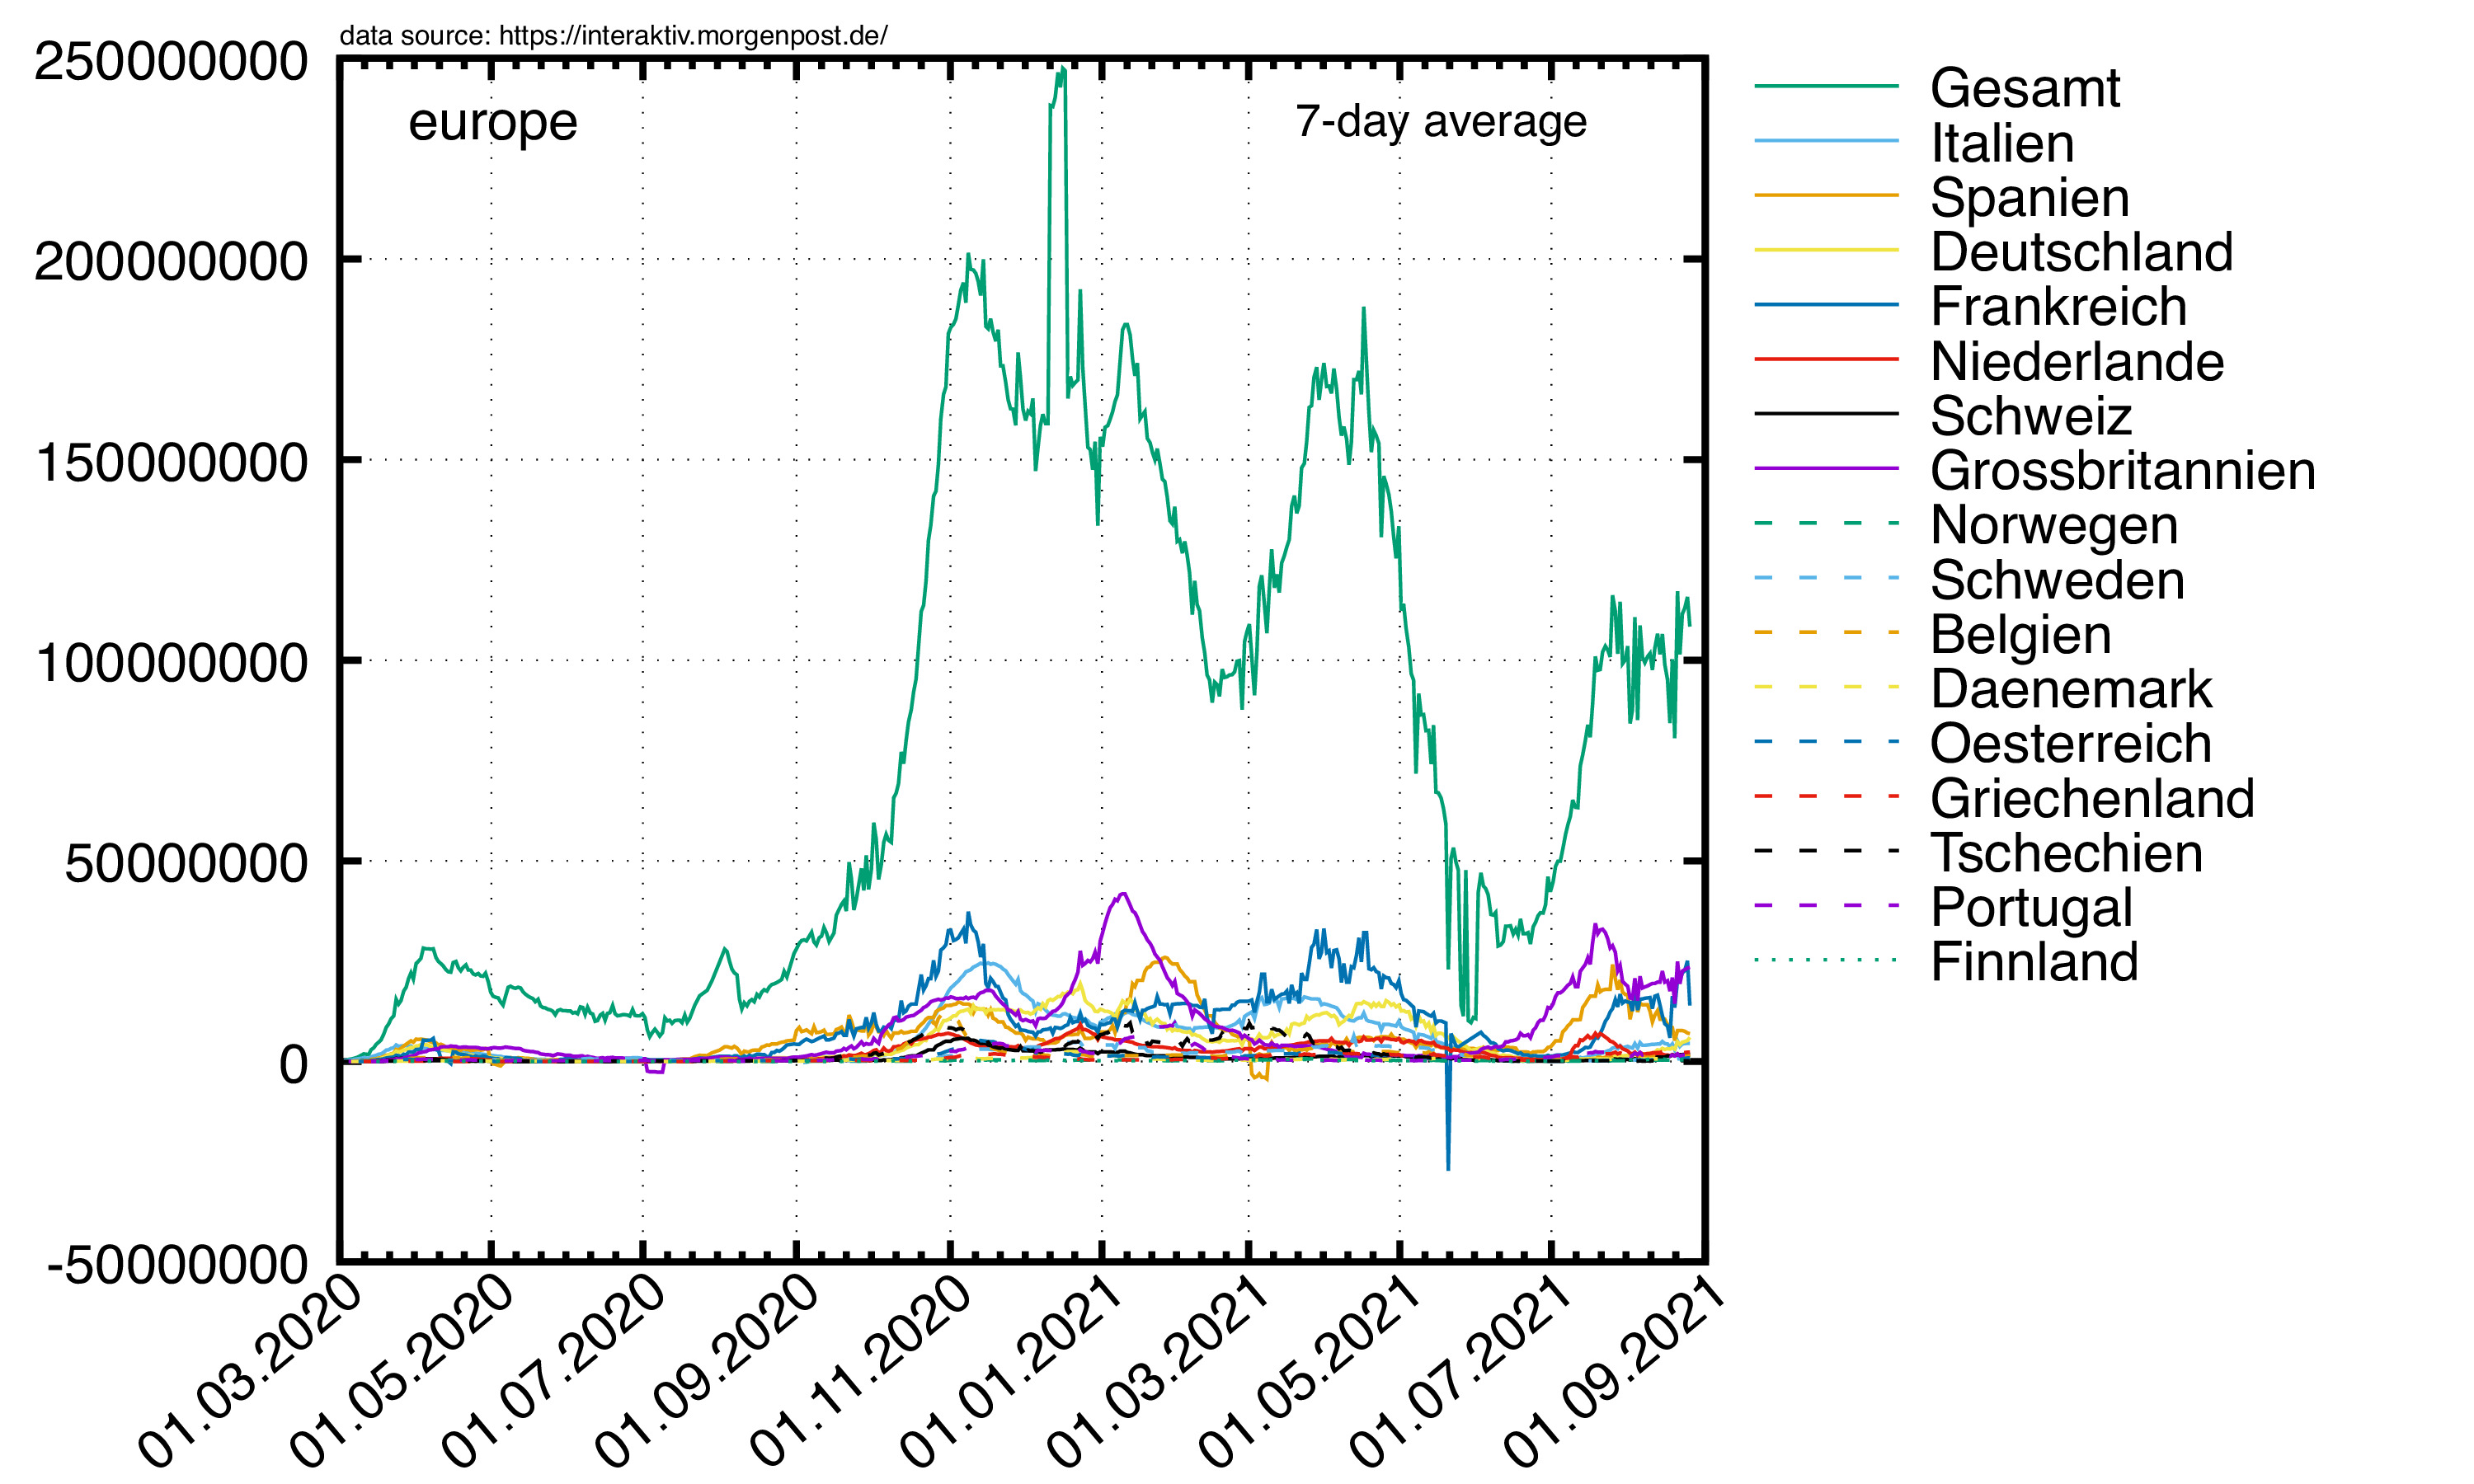 data source: https://interaktiv.morgenpost.de/
europe
7-day average
250000000
200000000
150000000
100000000
50000000
0
-50000000
01.03.2020
01.05.2020
01.07.2020
01.09.2020
01.11.2020
01.01.2021
01.03.2021
01.05.2021
01.07.2021
01.09.2021
Gesamt
Italien
Spanien
Deutschland
Frankreich
Niederlande
Schweiz
Grossbritannien
Norwegen
Schweden
Belgien
Daenemark
Oesterreich
Griechenland
Tschechien
Portugal
Finnland